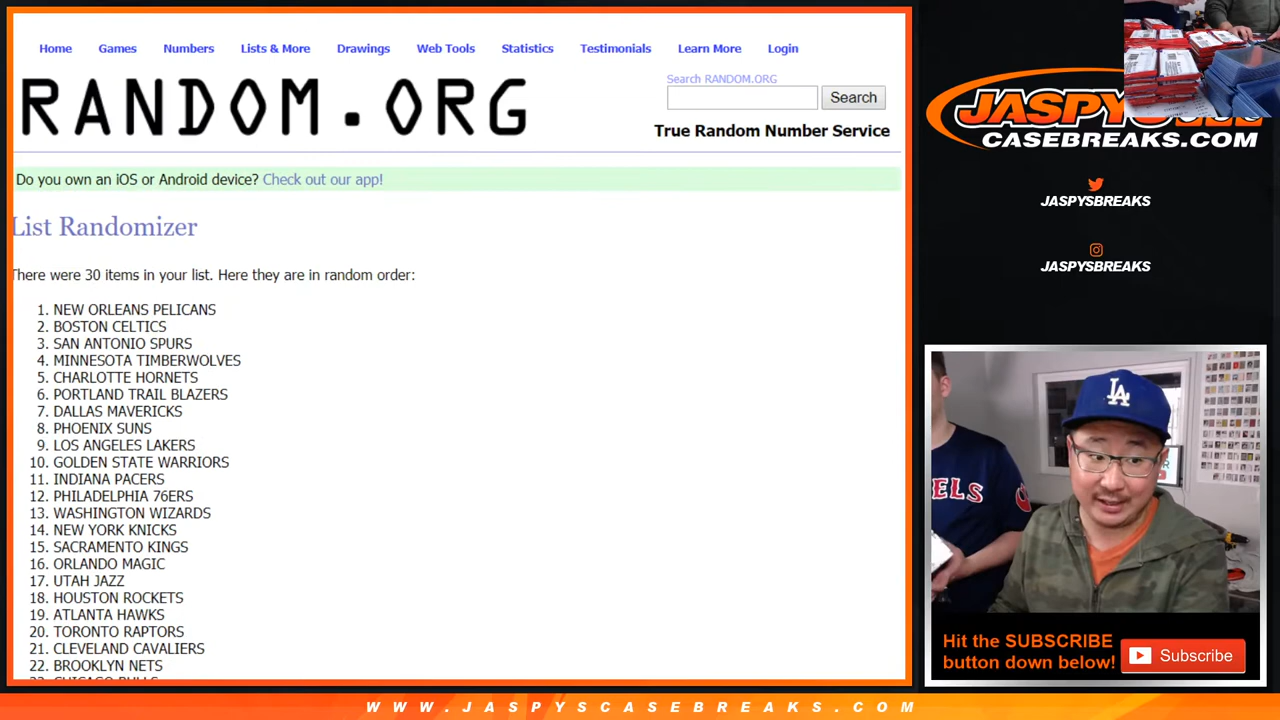 Home Games Numbers Lists & More Drawings Web Tools Statistics Testimonials Learn More Login
RANDOM.ORG
Search RANDOM.ORG
Search
True Random Number Service
Do you own an iOS or Android device? Check out our app!
List Randomizer
There were 30 items in your list. Here they are in random order:
1. NEW ORLEANS PELICANS
2. BOSTON CELTICS
3. SAN ANTONIO SPURS
4. MINNESOTA TIMBERWOLVES
5. CHARLOTTE HORNETS
6. PORTLAND TRAIL BLAZERS
7. DALLAS MAVERICKS
8. PHOENIX SUNS
9. LOS ANGELES LAKERS
10. GOLDEN STATE WARRIORS
11. INDIANA PACERS
12. PHILADELPHIA 76ERS
13. WASHINGTON WIZARDS
14. NEW YORK KNICKS
15. SACRAMENTO KINGS
16. ORLANDO MAGIC
17. UTAH JAZZ
18. HOUSTON ROCKETS
19. ATLANTA HAWKS
20. TORONTO RAPTORS
21. CLEVELAND CAVALIERS
22. BROOKLYN NETS
CASEBREAKS.COM
JASPYSBREAKS
JASPYSBREAKS
LA
ELS
Hit the SUBSCRIBE
button down below!
Subscribe
WWW.JASPYSCASEBREAKS.COM